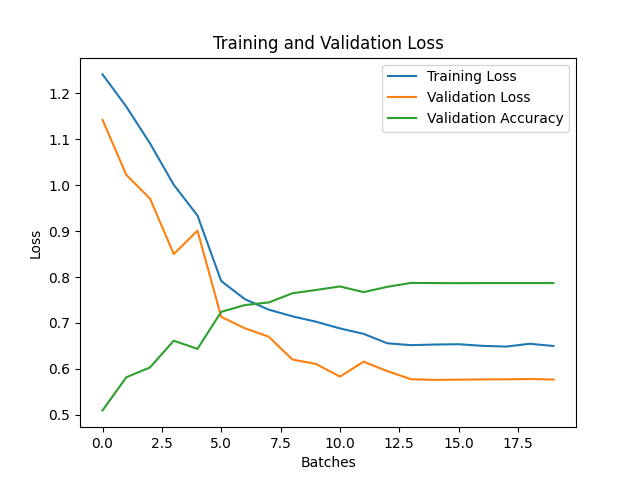 Training and Validation Loss
Training Loss
Validation Loss
Validation Accuracy
Loss
1.2
1.1
1.0
0.9
0.8
0.7
0.6
0.5
0.0 2.5 5.0 7.5 10.0 12.5 15.0 17.5
Batches